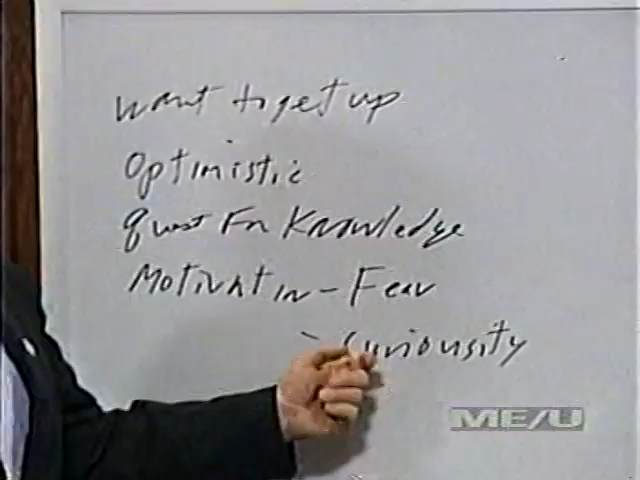 want to get up
Optimistic
quest For Knowledge
Motivation - Fear
- Curiousity
ME/U